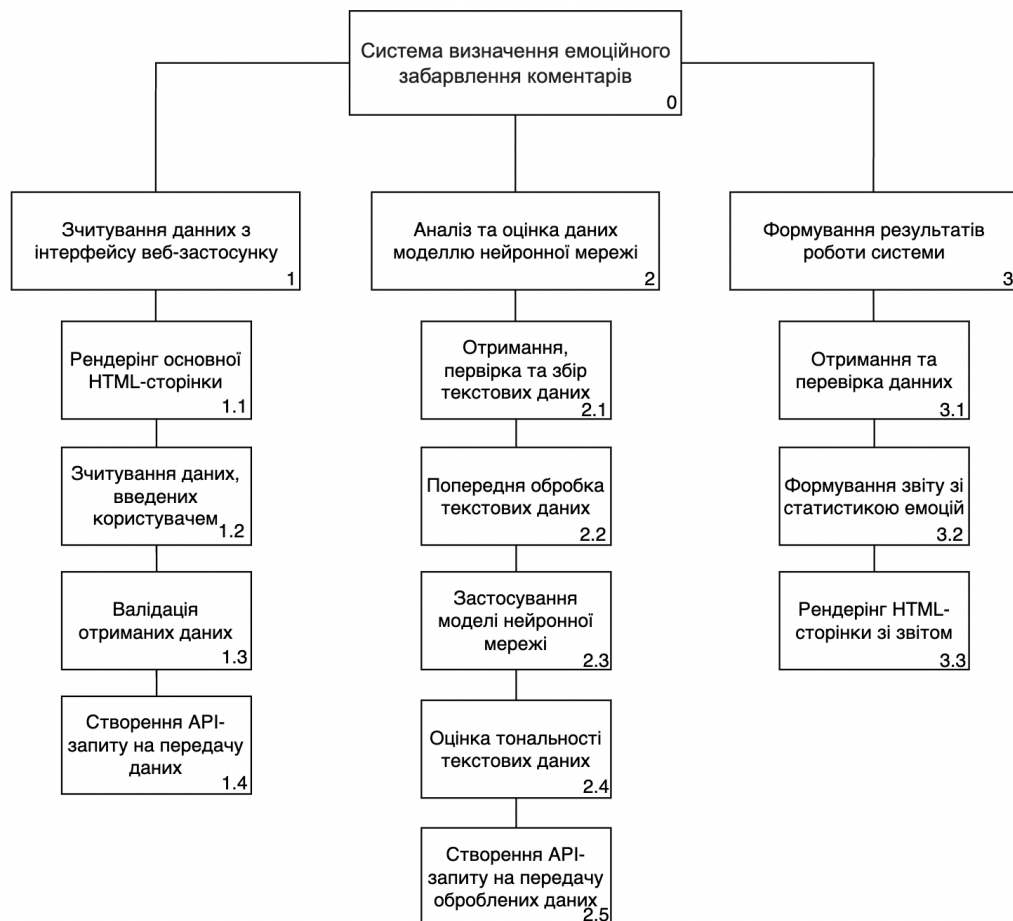 Система визначення емоційного
забарвлення коментарів
0
Зчитування данних з
інтерфейсу веб-застосунку
1
Рендерінг основної
HTML-сторінки
1.1
Зчитування даних,
введених
користувачем
1.2
Валідація
отриманих даних
1.3
Створення API-
запиту на передачу
даних
1.4
Аналіз та оцінка даних
моделлю нейронної мережі
2
Отримання,
первірка та збір
текстових даних
2.1
Попередня обробка
текстових даних
2.2
Застосування
моделі нейронної
мережі
2.3
Оцінка тональності
текстових даних
2.4
Створення API-
запиту на передачу
оброблених даних
2.5
Формування результатів
роботи системи
3
Отримання та
перевірка данних
3.1
Формування звіту зі
статистикою емоцій
3.2
Рендерінг HTML-
сторінки зі звітом
3.3